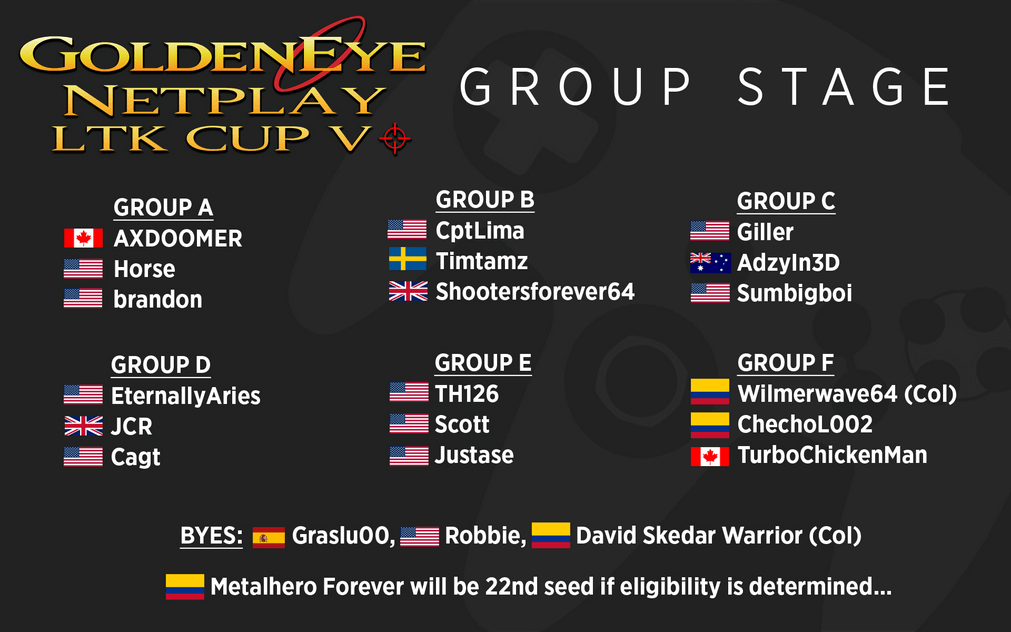 GOLDENEYE
NETPLAY
LTK CUP V
GROUP STAGE
GROUP A
AXDOOMER
Horse
brandon
GROUP B
CptLima
Timtamz
Shootersforever64
GROUP C
Giller
AdzyIn3D
Sumbigboi
GROUP D
EternallyAries
JCR
Cagt
GROUP E
TH126
Scott
Justase
GROUP F
Wilmerwave64 (Col)
ChechoL002
TurboChickenMan
BYES: Graslu00, Robbie, David Skedar Warrior (Col)
Metalhero Forever will be 22nd seed if eligibility is determined...